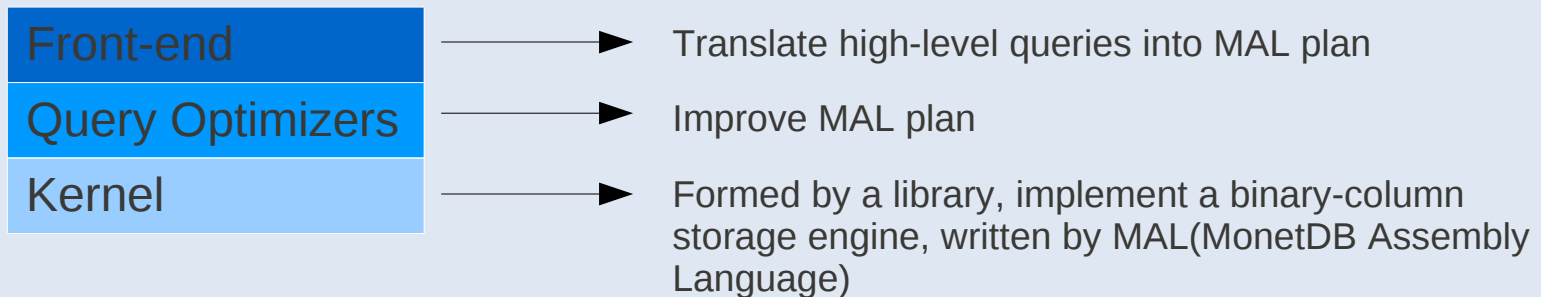 Front-end
Translate high-level queries into MAL plan
Query Optimizers
Improve MAL plan
Kernel
Formed by a library, implement a binary-column
storage engine, written by MAL(MonetDB Assembly
Language)